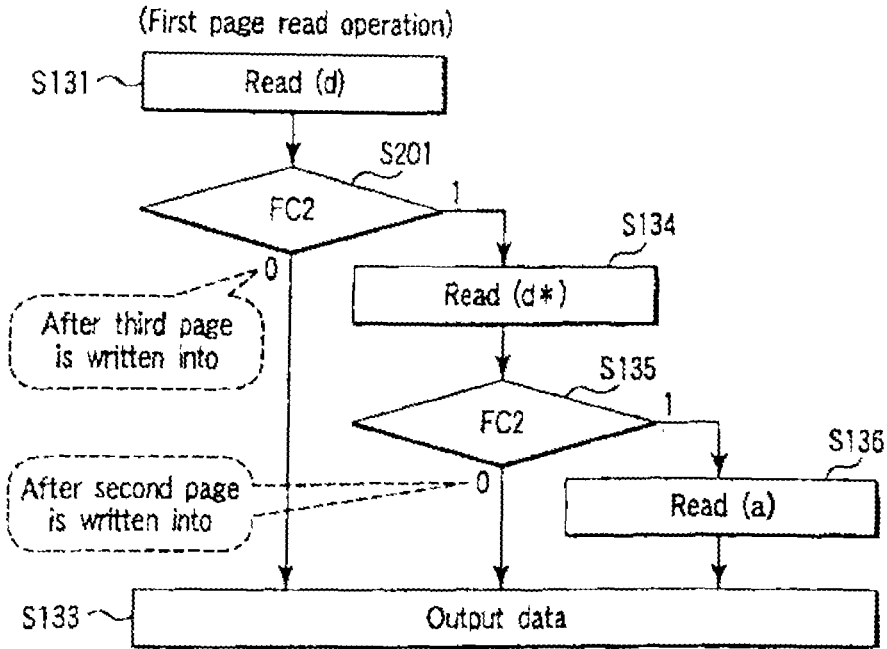 (First page read operation)
S131
Read (d)
S201
FC2
1
0
S134
Read (d*)
After third page
is written into
S135
FC2
1
0
S136
Read (a)
After second page
is written into
S133
Output data